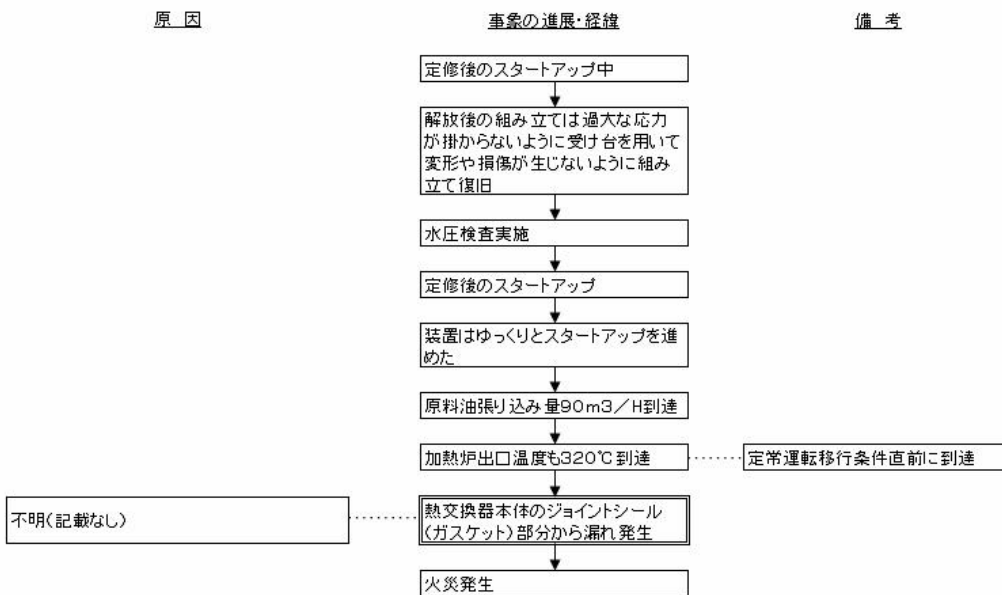 原 因
事象の進展・経緯
備 考
定修後のスタートアップ中
解放後の組み立ては過大な応力
が掛からないように受け台を用いて
変形や損傷が生じないように組み
立て復旧
水圧検査実施
定修後のスタートアップ
装置はゆっくりとスタートアップを進
めた
原料油張り込み量90m3/H到達
加熱炉出口温度も320℃到達
定常運転移行条件直前に到達
不明(記載なし)
熱交換器本体のジョイントシール
(ガスケット)部分から漏れ発生
火災発生